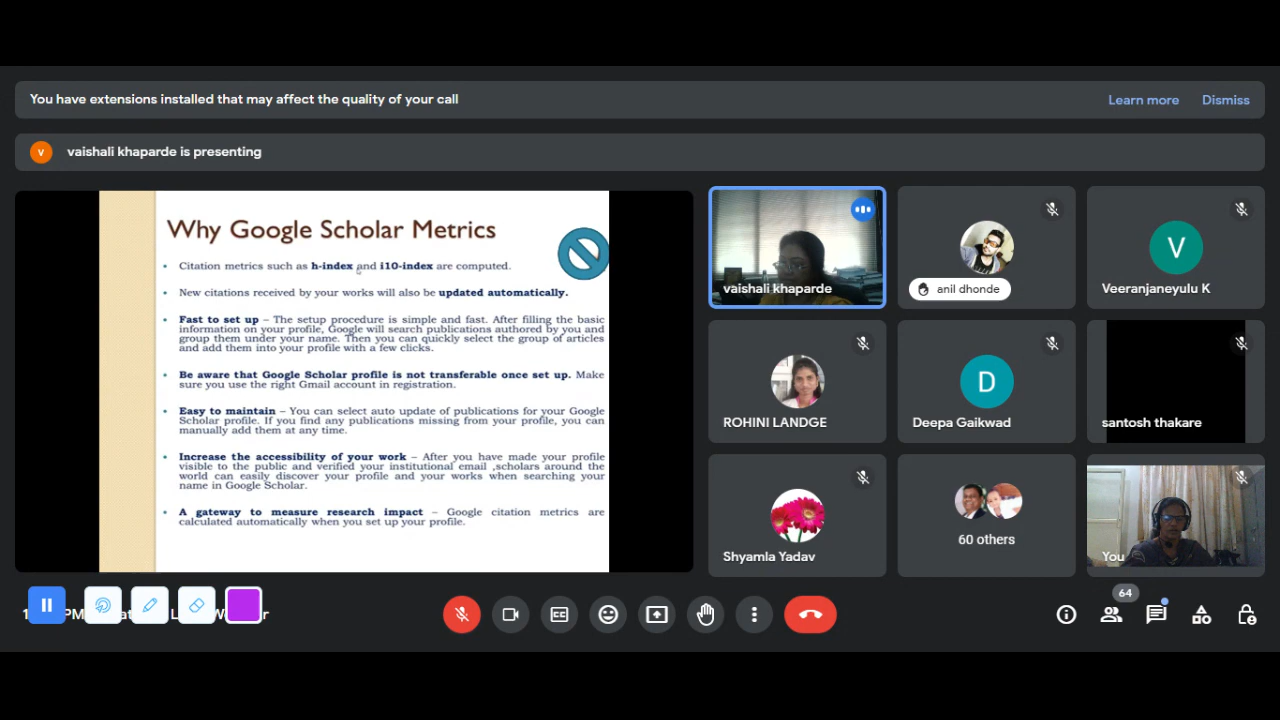 You have extensions installed that may affect the quality of your call
Learn more
Dismiss
V
vaishali khaparde is presenting
Why Google Scholar Metrics
• Citation metrics such as h-index and i10-index are computed.
• New citations received by your works will also be updated automatically.
• Fast to set up – The setup procedure is simple and fast. After filling the basic
information on your profile, Google will search publications authored by you and
group them under your name. Then you can quickly select the group of articles
and add them into your profile with a few clicks.
• Be aware that Google Scholar profile is not transferable once set up. Make
sure you use the right Gmail account in registration.
• Easy to maintain – You can select auto update of publications for your Google
Scholar profile. If you find any publications missing from your profile, you can
manually add them at any time.
• Increase the accessibility of your work – After you have made your profile
visible to the public and verified your institutional email ,scholars around the
world can easily discover your profile and your works when searching your
name in Google Scholar.
• A gateway to measure research impact – Google citation metrics are
calculated automatically when you set up your profile.
vaishali khaparde
anil dhonde
V
Veeranjaneyulu K
ROHINI LANDGE
D
Deepa Gaikwad
santosh thakare
Shyamla Yadav
60 others
You
PM
64